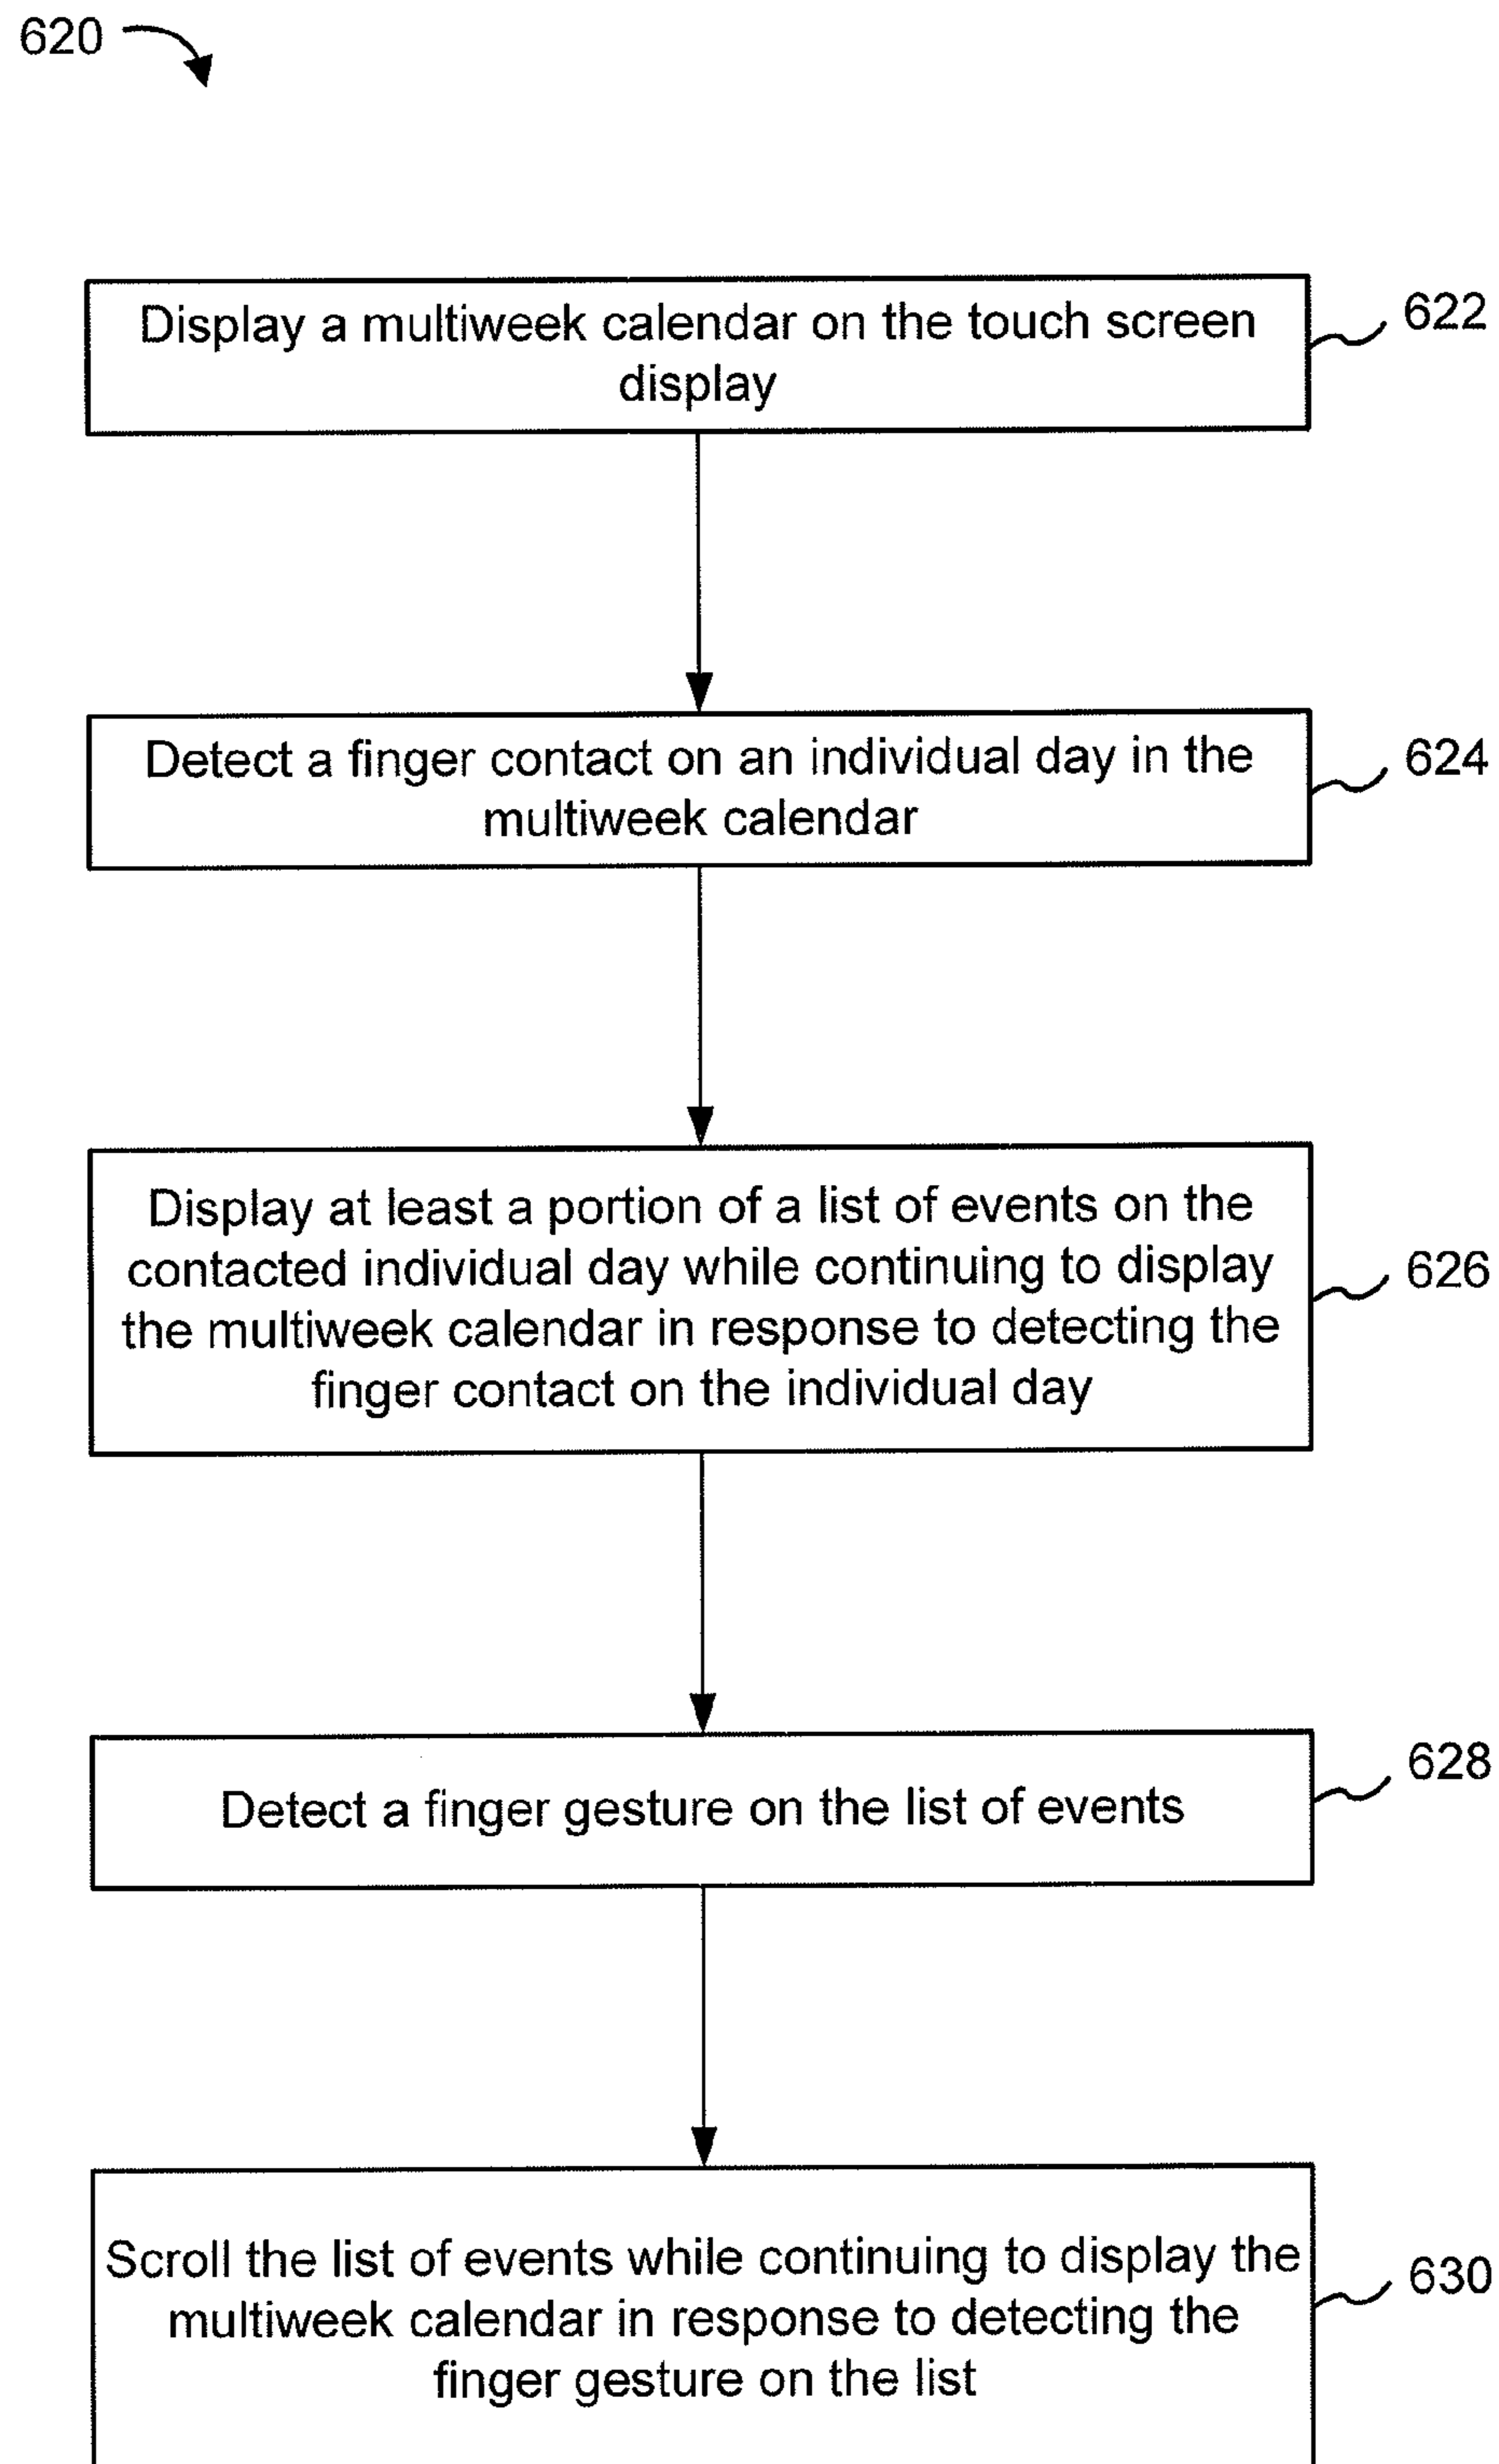 620
Display a multiweek calendar on the touch screen
display
622
Detect a finger contact on an individual day in the
multiweek calendar
624
Display at least a portion of a list of events on the
contacted individual day while continuing to display
the multiweek calendar in response to detecting the
finger contact on the individual day
626
Detect a finger gesture on the list of events
628
Scroll the list of events while continuing to display the
multiweek calendar in response to detecting the
finger gesture on the list
630